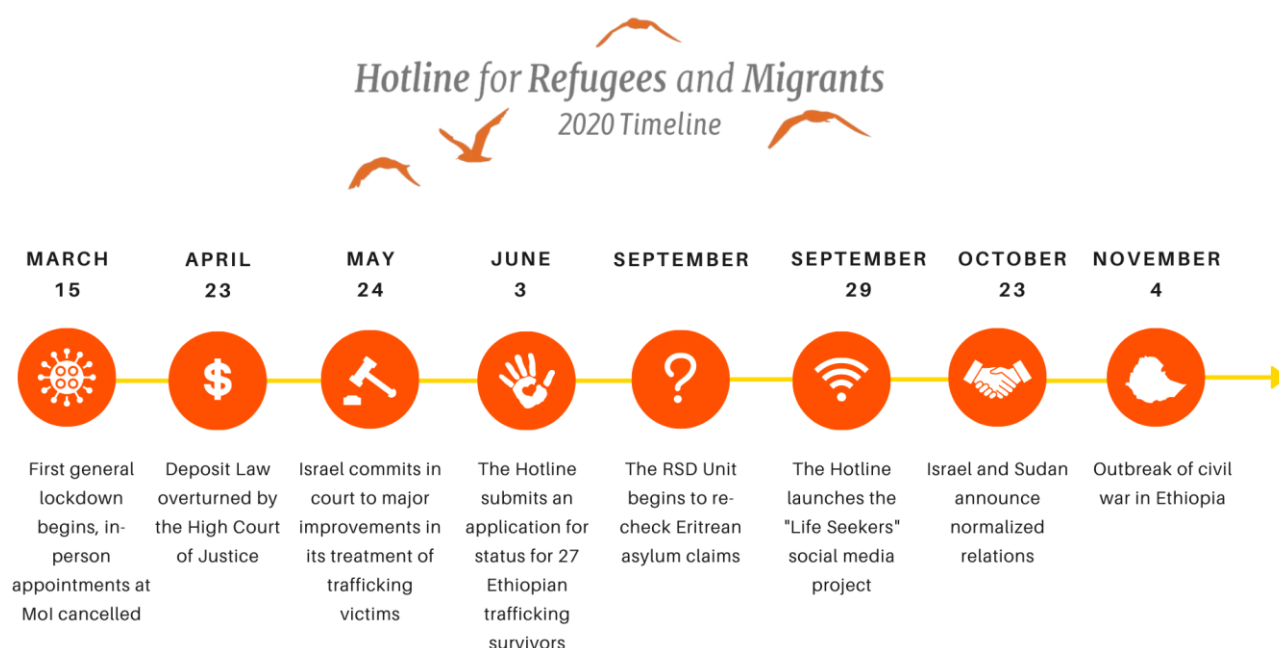 Hotline for Refugees and Migrants
2020 Timeline
MARCH
15
APRIL
23
MAY
24
JUNE
3
SEPTEMBER
SEPTEMBER
29
OCTOBER
23
NOVEMBER
4
$
?
First general
lockdown
begins, in-
person
appointments at
MoI cancelled
Deposit Law
overturned by
the High Court
of Justice
Israel commits in
court to major
improvements in
its treatment of
trafficking
victims
The Hotline
submits an
application for
status for 27
Ethiopian
trafficking
survivors
The RSD Unit
begins to re-
check Eritrean
asylum claims
The Hotline
launches the
"Life Seekers"
social media
project
Israel and Sudan
announce
normalized
relations
Outbreak of civil
war in Ethiopia